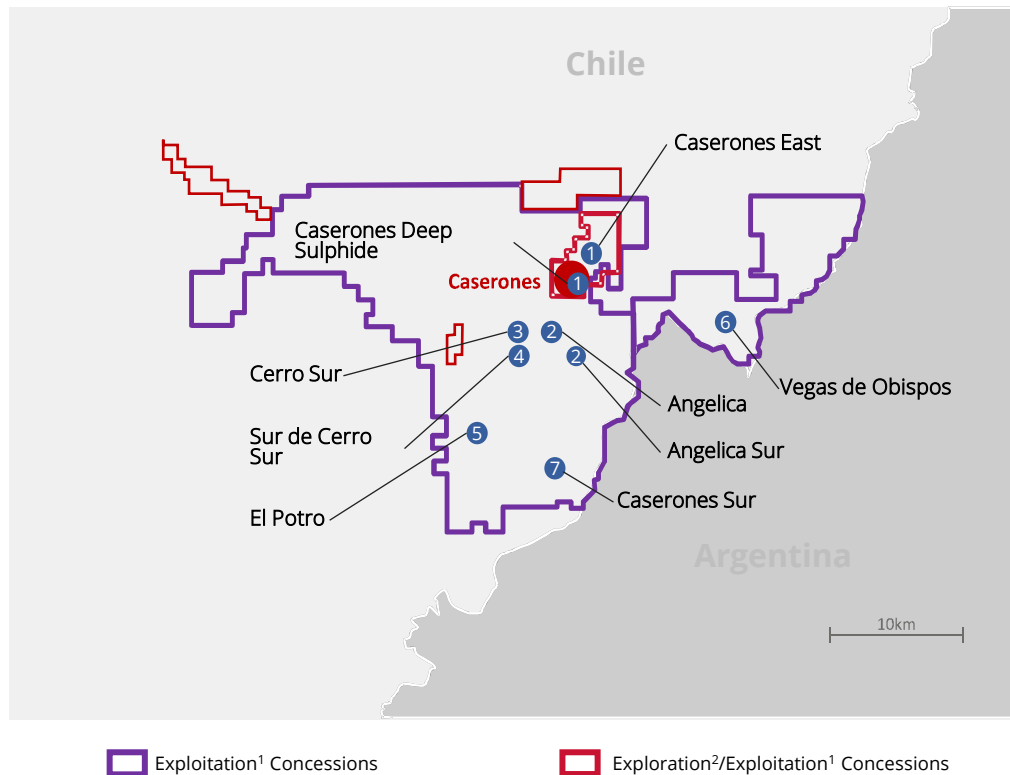 Chile
Caserones East
Caserones Deep
Sulphide
1
Caserones
1
3
2
6
4
2
Cerro Sur
Vegas de Obispos
Angelica
Sur de Cerro
Sur
5
Angelica Sur
7
Caserones Sur
El Potro
Argentina
10km
Exploitation¹ Concessions
Exploration²/Exploitation¹ Concessions